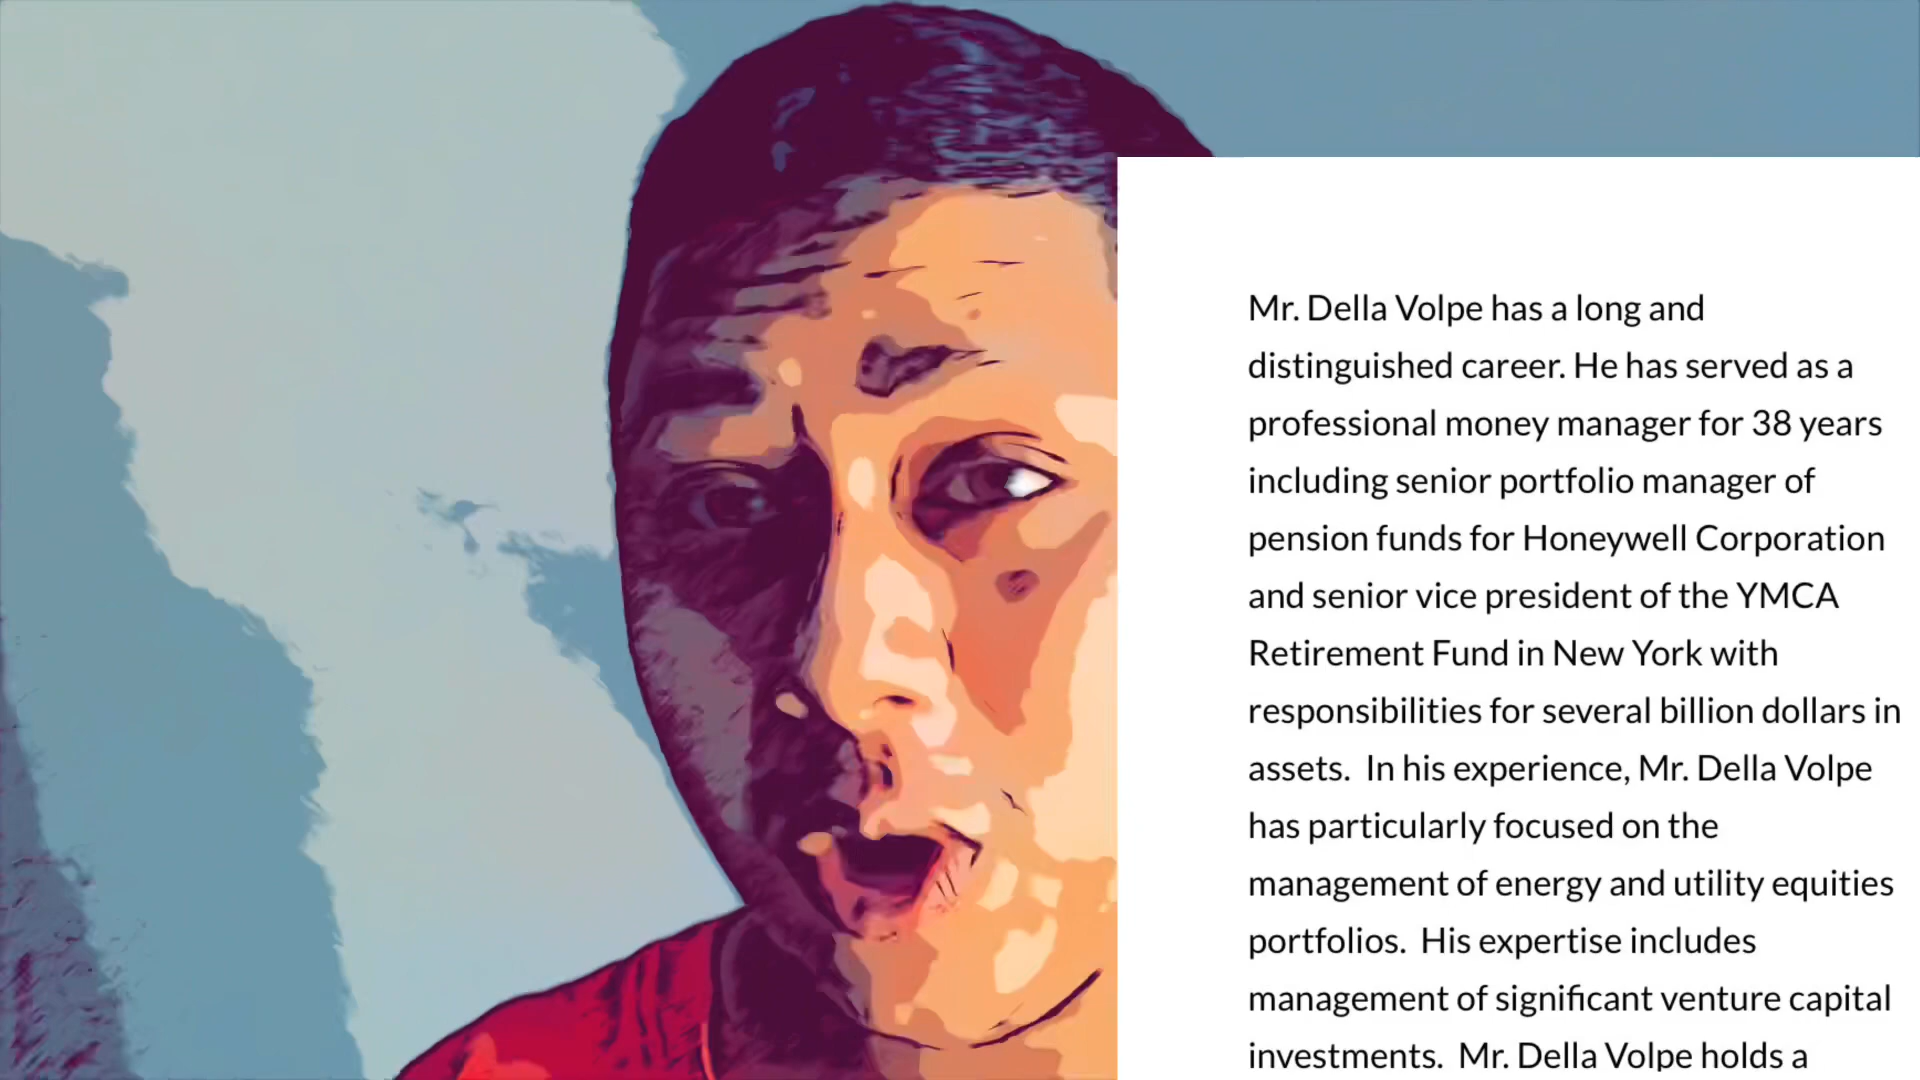 Mr. Della Volpe has a long and
distinguished career. He has served as a
professional money manager for 38 years
including senior portfolio manager of
pension funds for Honeywell Corporation
and senior vice president of the YMCA
Retirement Fund in New York with
responsibilities for several billion dollars in
assets.  In his experience, Mr. Della Volpe
has particularly focused on the
management of energy and utility equities
portfolios.  His expertise includes
management of significant venture capital
investments.  Mr. Della Volpe holds a